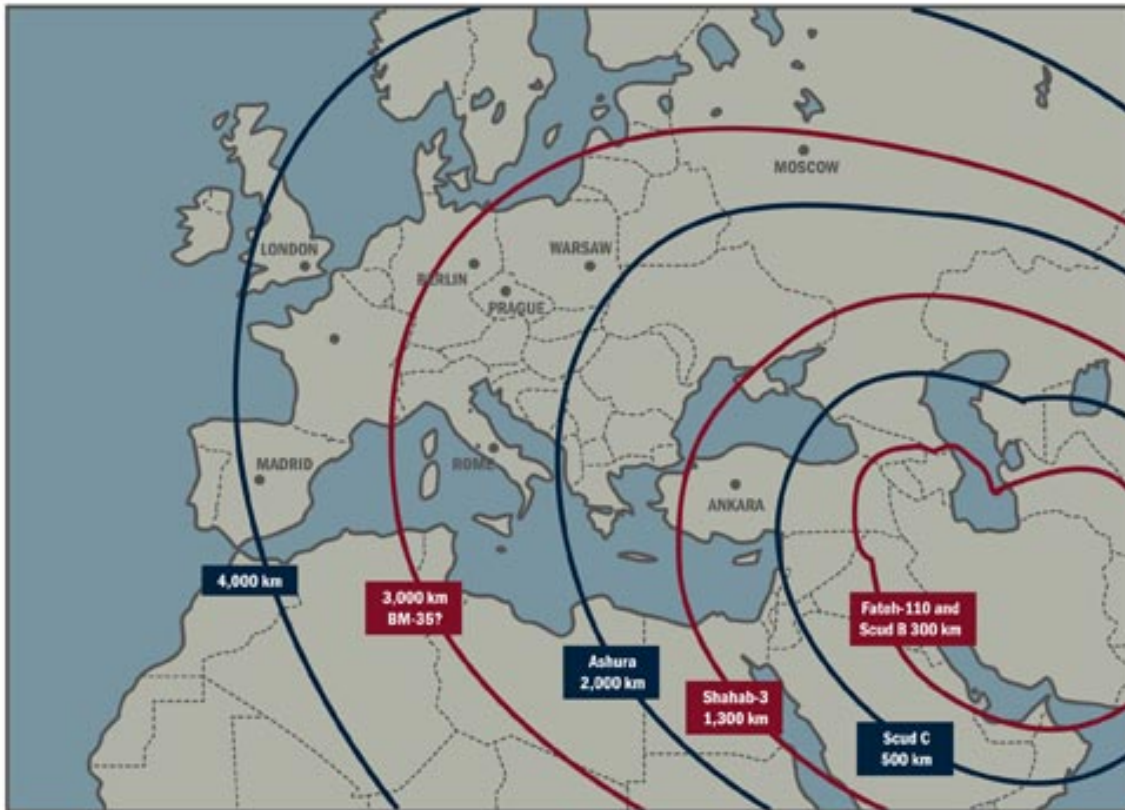 MOSCOW
LONDON
WARSAW
BERLIN
PRAGUE
ROME
MADRID
ANKARA
4,000 km
3,000 km
BM-35?
Fateh-110 and
Scud B 300 km
Ashura
2,000 km
Shahab-3
1,300 km
Scud C
500 km